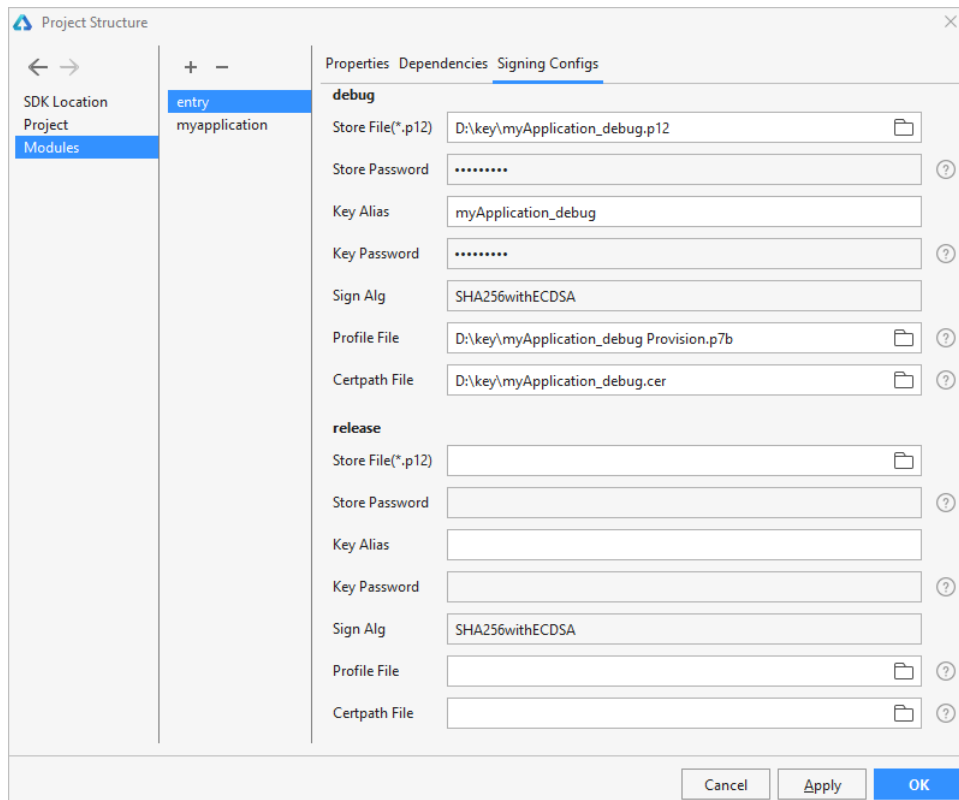 Project Structure
SDK Location
Project
Modules
entry
myapplication
Properties Dependencies Signing Configs
debug
Store File(*.p12) D:\key\myApplication_debug.p12
Store Password •••••••••
Key Alias myApplication_debug
Key Password •••••••••
Sign Alg SHA256withECDSA
Profile File D:\key\myApplication_debug Provision.p7b
Certpath File D:\key\myApplication_debug.cer
release
Store File(*.p12)
Store Password
Key Alias
Key Password
Sign Alg SHA256withECDSA
Profile File
Certpath File
Cancel Apply OK